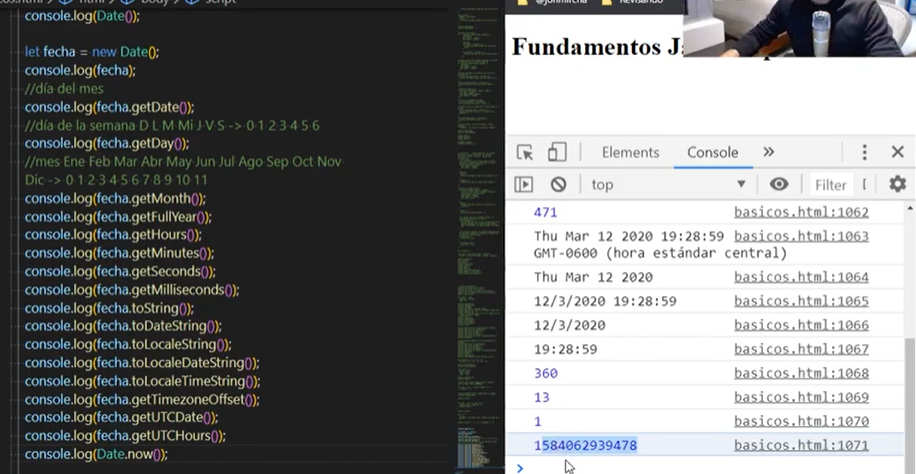 console.log(Date());
let fecha = new Date();
console.log(fecha);
//día del mes
console.log(fecha.getDate());
//día de la semana D L M Mi J V S -> 0 1 2 3 4 5 6
console.log(fecha.getDay());
//mes Ene Feb Mar Abr May Jun Jul Ago Sep Oct Nov
Dic -> 0 1 2 3 4 5 6 7 8 9 10 11
console.log(fecha.getMonth());
console.log(fecha.getFullYear());
console.log(fecha.getHours());
console.log(fecha.getMinutes());
console.log(fecha.getSeconds());
console.log(fecha.getMilliseconds());
console.log(fecha.toString());
console.log(fecha.toDateString());
console.log(fecha.toLocaleString());
console.log(fecha.toLocaleDateString());
console.log(fecha.toLocaleTimeString());
console.log(fecha.getTimezoneOffset());
console.log(fecha.getUTCDate());
console.log(fecha.getUTCHours());
console.log(Date.now());
Fundamentos
Elements Console »
top Filter
471 basicos.html:1062
Thu Mar 12 2020 19:28:59 basicos.html:1063
GMT-0600 (hora estándar central)
Thu Mar 12 2020 basicos.html:1064
12/3/2020 19:28:59 basicos.html:1065
12/3/2020 basicos.html:1066
19:28:59 basicos.html:1067
360 basicos.html:1068
13 basicos.html:1069
1 basicos.html:1070
1584062939478 basicos.html:1071